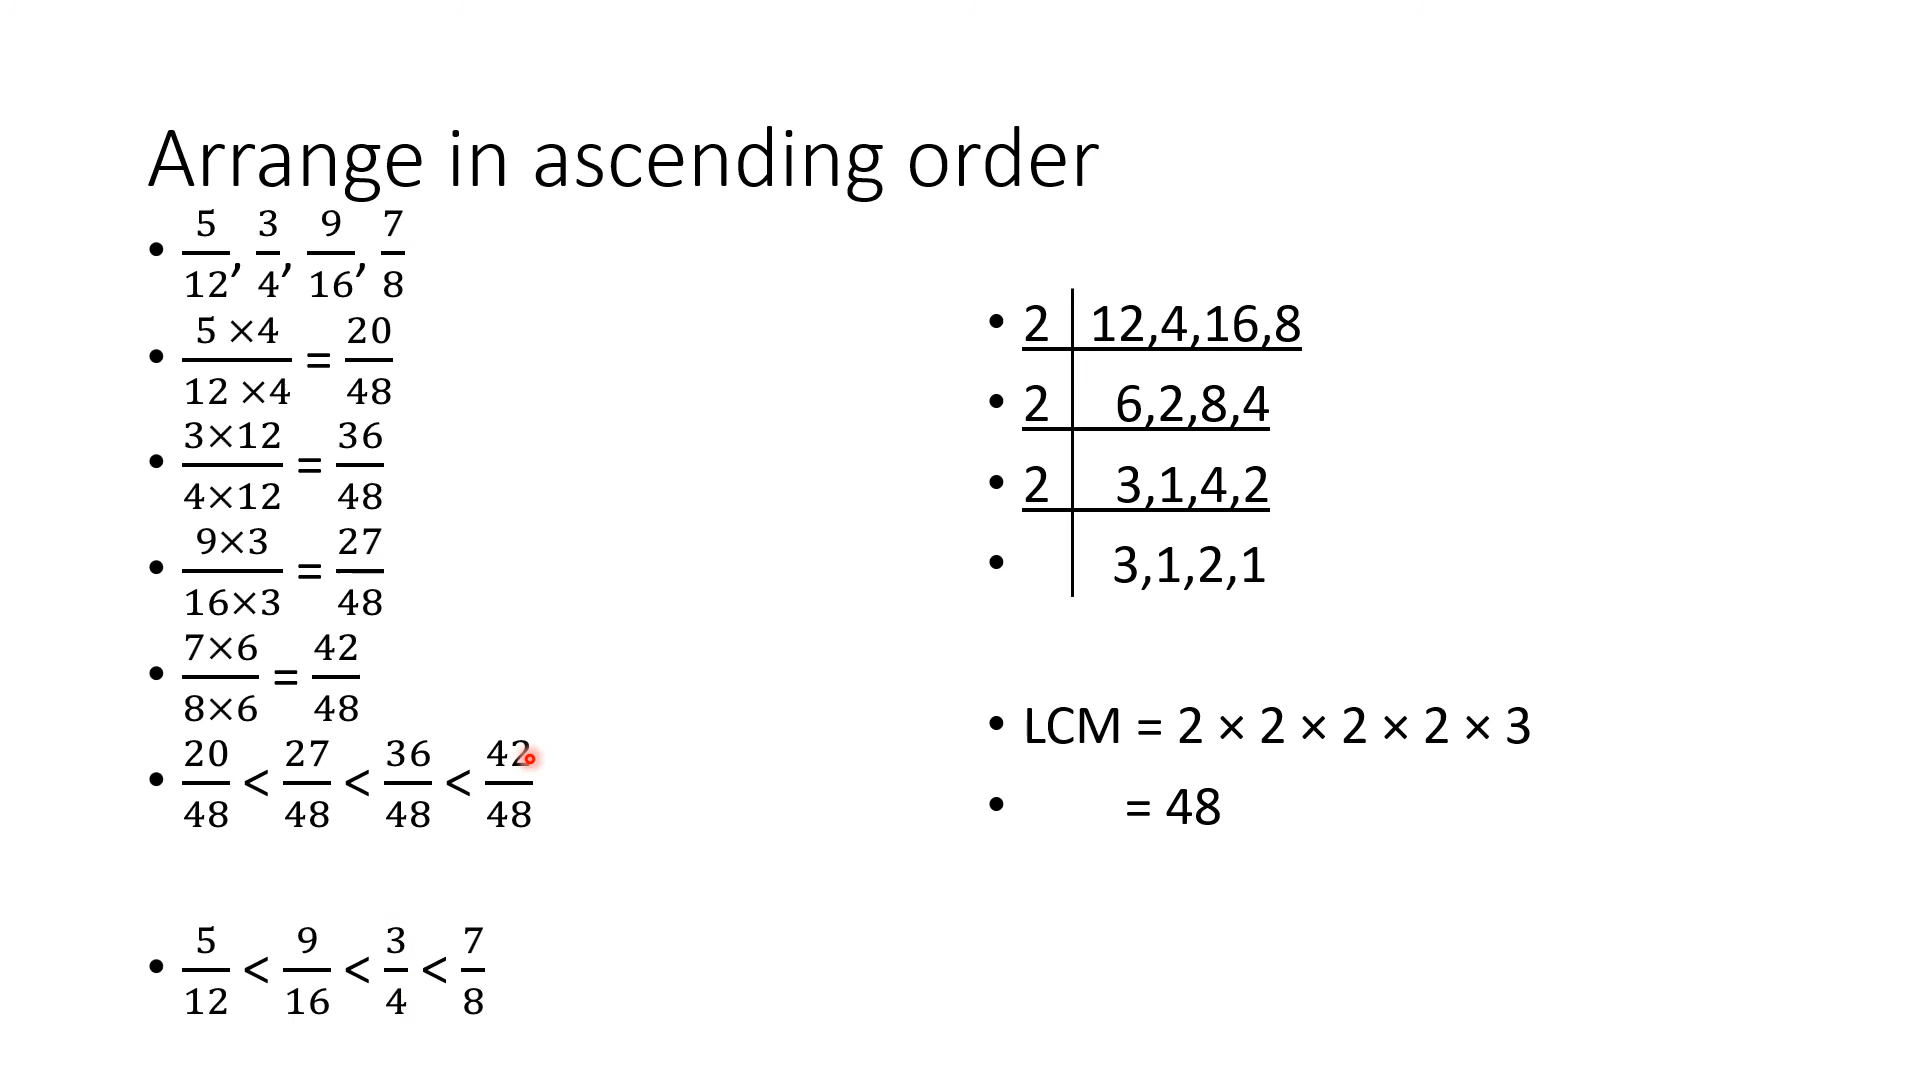 Arrange in ascending order
• 5/12, 3/4, 9/16, 7/8
• 5 ×4/12 ×4 = 20/48
• 3×12/4×12 = 36/48
• 9×3/16×3 = 27/48
• 7×6/8×6 = 42/48
• 20/48 < 27/48 < 36/48 < 42/48
• 5/12 < 9/16 < 3/4 < 7/8
• 2 | 12,4,16,8
• 2 | 6,2,8,4
• 2 | 3,1,4,2
• | 3,1,2,1
• LCM = 2 × 2 × 2 × 2 × 3
• = 48